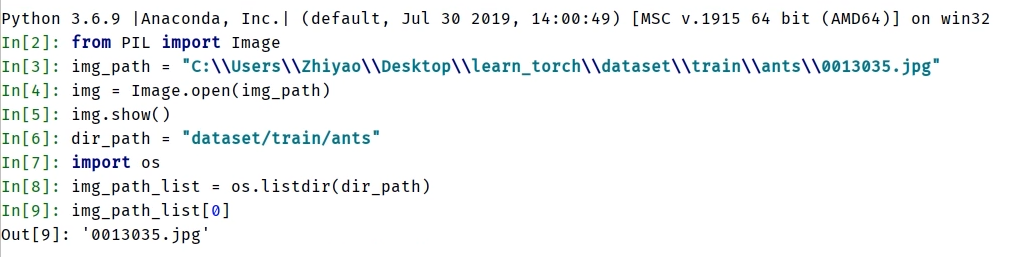 Python 3.6.9 |Anaconda, Inc.| (default, Jul 30 2019, 14:00:49) [MSC v.1915 64 bit (AMD64)] on win32
In[2]: from PIL import Image
In[3]: img_path = "C:\\Users\\Zhiyao\\Desktop\\learn_torch\\dataset\\train\\ants\\0013035.jpg"
In[4]: img = Image.open(img_path)
In[5]: img.show()
In[6]: dir_path = "dataset/train/ants"
In[7]: import os
In[8]: img_path_list = os.listdir(dir_path)
In[9]: img_path_list[0]
Out[9]: '0013035.jpg'